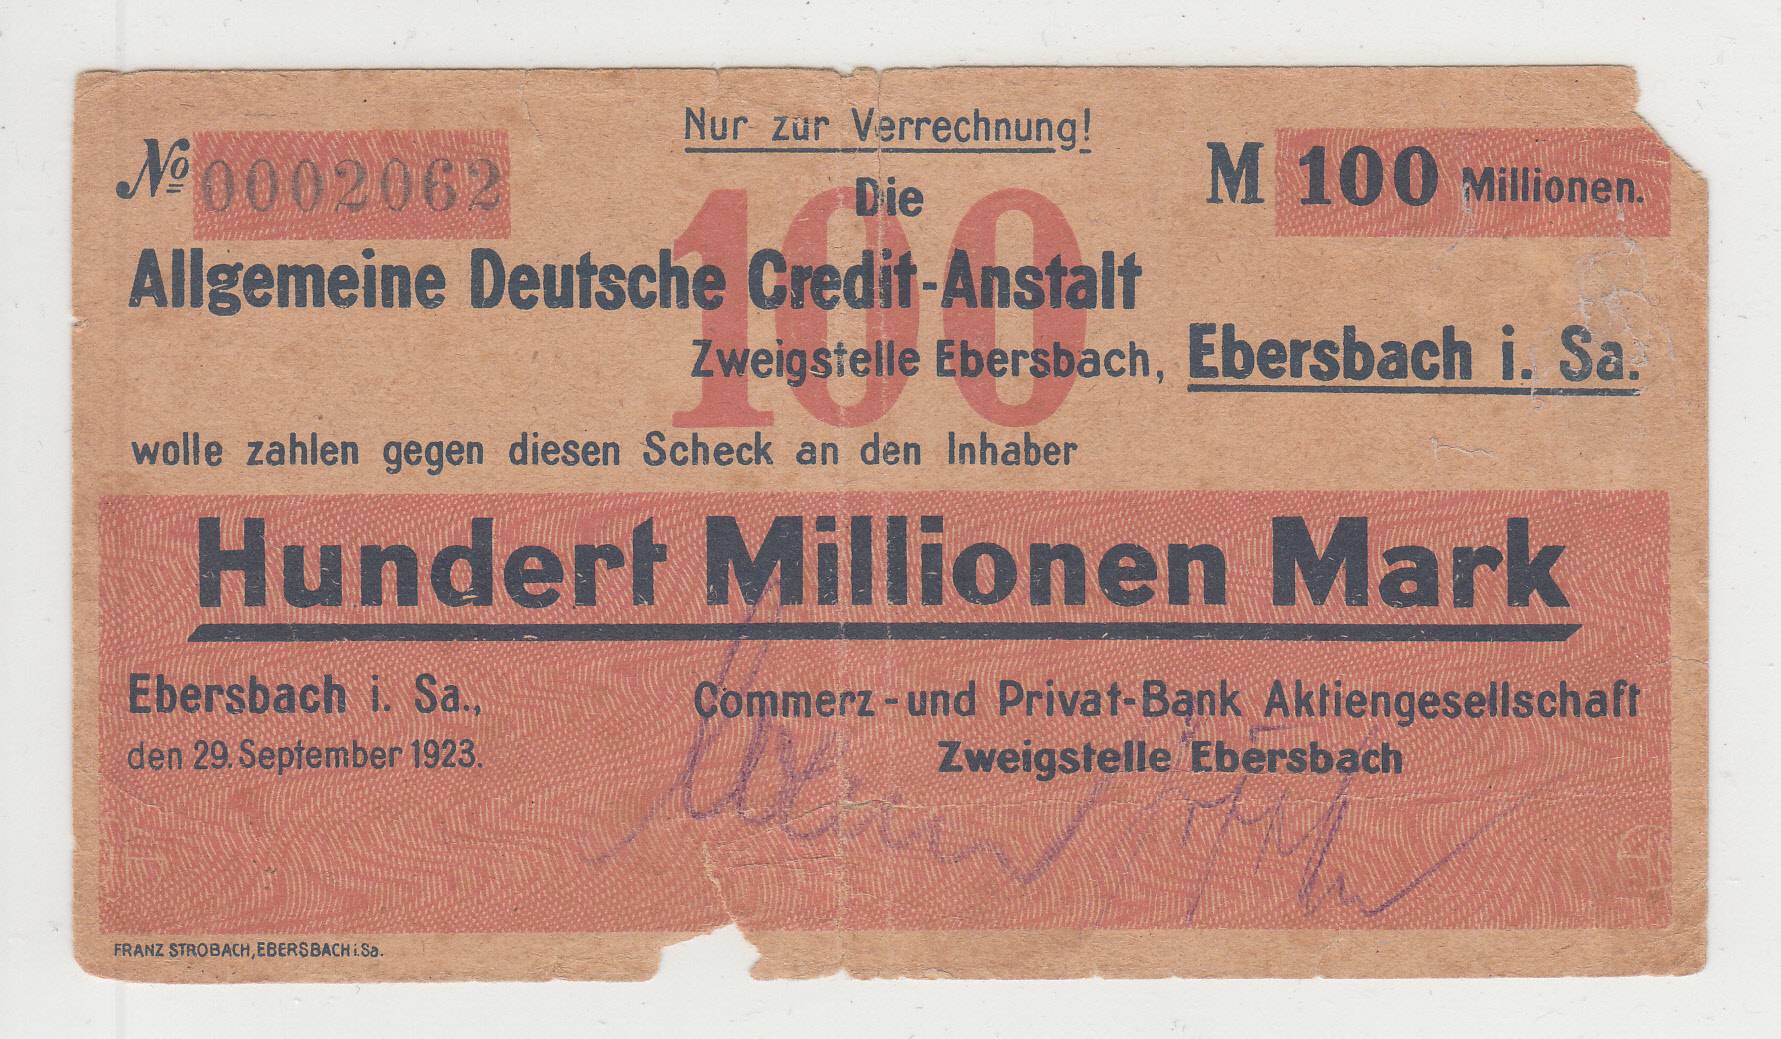 Nur zur Verrechnung!
No 0002062
M 100 Millionen.
100
Die
Allgemeine Deutsche Credit-Anstalt
Zweigstelle Ebersbach, Ebersbach i. Sa.
wolle zahlen gegen diesen Scheck an den Inhaber
Hundert Millionen Mark
Ebersbach i. Sa.,
den 29. September 1923.
Commerz- und Privat-Bank Aktiengesellschaft
Zweigstelle Ebersbach
FRANZ STROBACH, EBERSBACH i. Sa.